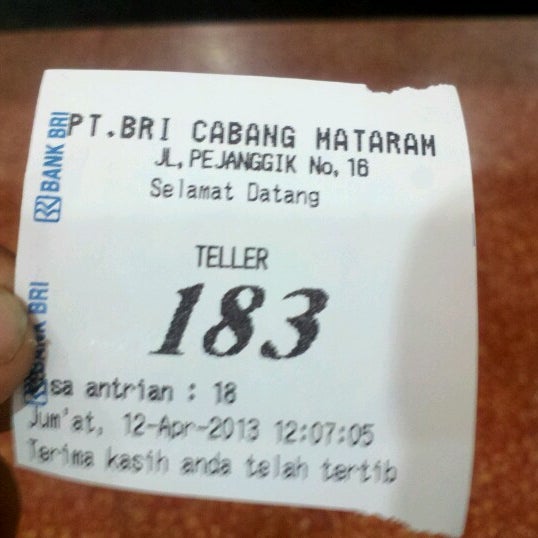 PT.BRI CABANG MATARAM
JL, PEJANGGIK No, 16
Selamat Datang
TELLER
183
sa antrian : 18
Jum'at, 12-Apr-2013 12:07:05
Terima kasih anda telah tertib
BANK BRI
BANK BRI